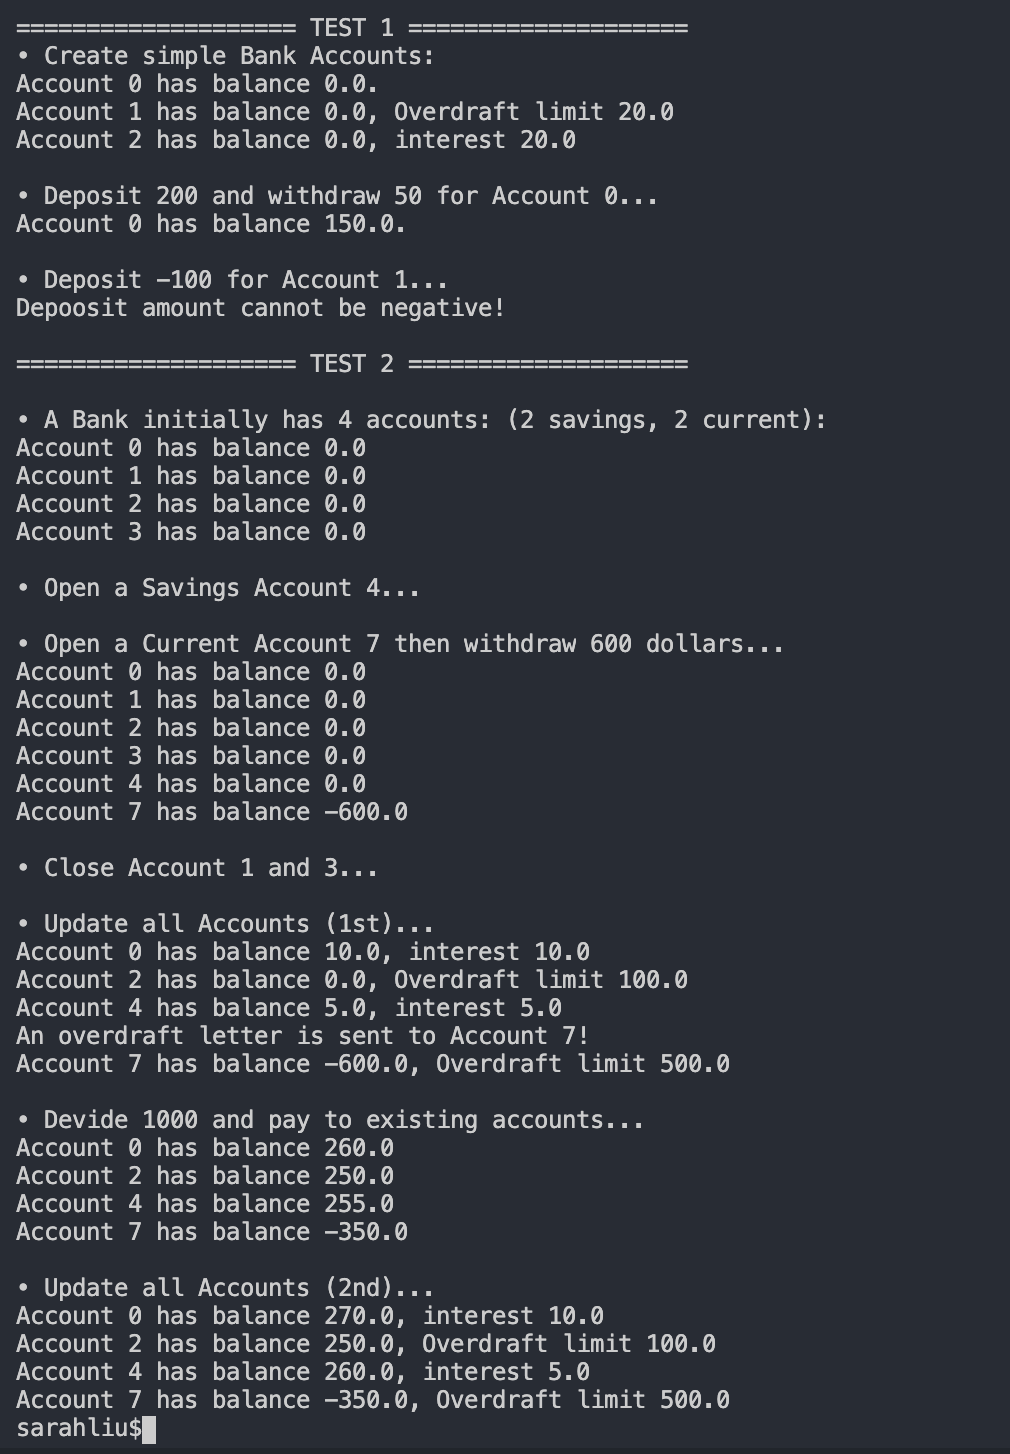 ==================== TEST 1 ====================
• Create simple Bank Accounts:
Account 0 has balance 0.0.
Account 1 has balance 0.0, Overdraft limit 20.0
Account 2 has balance 0.0, interest 20.0
• Deposit 200 and withdraw 50 for Account 0...
Account 0 has balance 150.0.
• Deposit -100 for Account 1...
Depoosit amount cannot be negative!
==================== TEST 2 ====================
• A Bank initially has 4 accounts: (2 savings, 2 current):
Account 0 has balance 0.0
Account 1 has balance 0.0
Account 2 has balance 0.0
Account 3 has balance 0.0
• Open a Savings Account 4...
• Open a Current Account 7 then withdraw 600 dollars...
Account 0 has balance 0.0
Account 1 has balance 0.0
Account 2 has balance 0.0
Account 3 has balance 0.0
Account 4 has balance 0.0
Account 7 has balance -600.0
• Close Account 1 and 3...
• Update all Accounts (1st)...
Account 0 has balance 10.0, interest 10.0
Account 2 has balance 0.0, Overdraft limit 100.0
Account 4 has balance 5.0, interest 5.0
An overdraft letter is sent to Account 7!
Account 7 has balance -600.0, Overdraft limit 500.0
• Devide 1000 and pay to existing accounts...
Account 0 has balance 260.0
Account 2 has balance 250.0
Account 4 has balance 255.0
Account 7 has balance -350.0
• Update all Accounts (2nd)...
Account 0 has balance 270.0, interest 10.0
Account 2 has balance 250.0, Overdraft limit 100.0
Account 4 has balance 260.0, interest 5.0
Account 7 has balance -350.0, Overdraft limit 500.0
sarahliu$